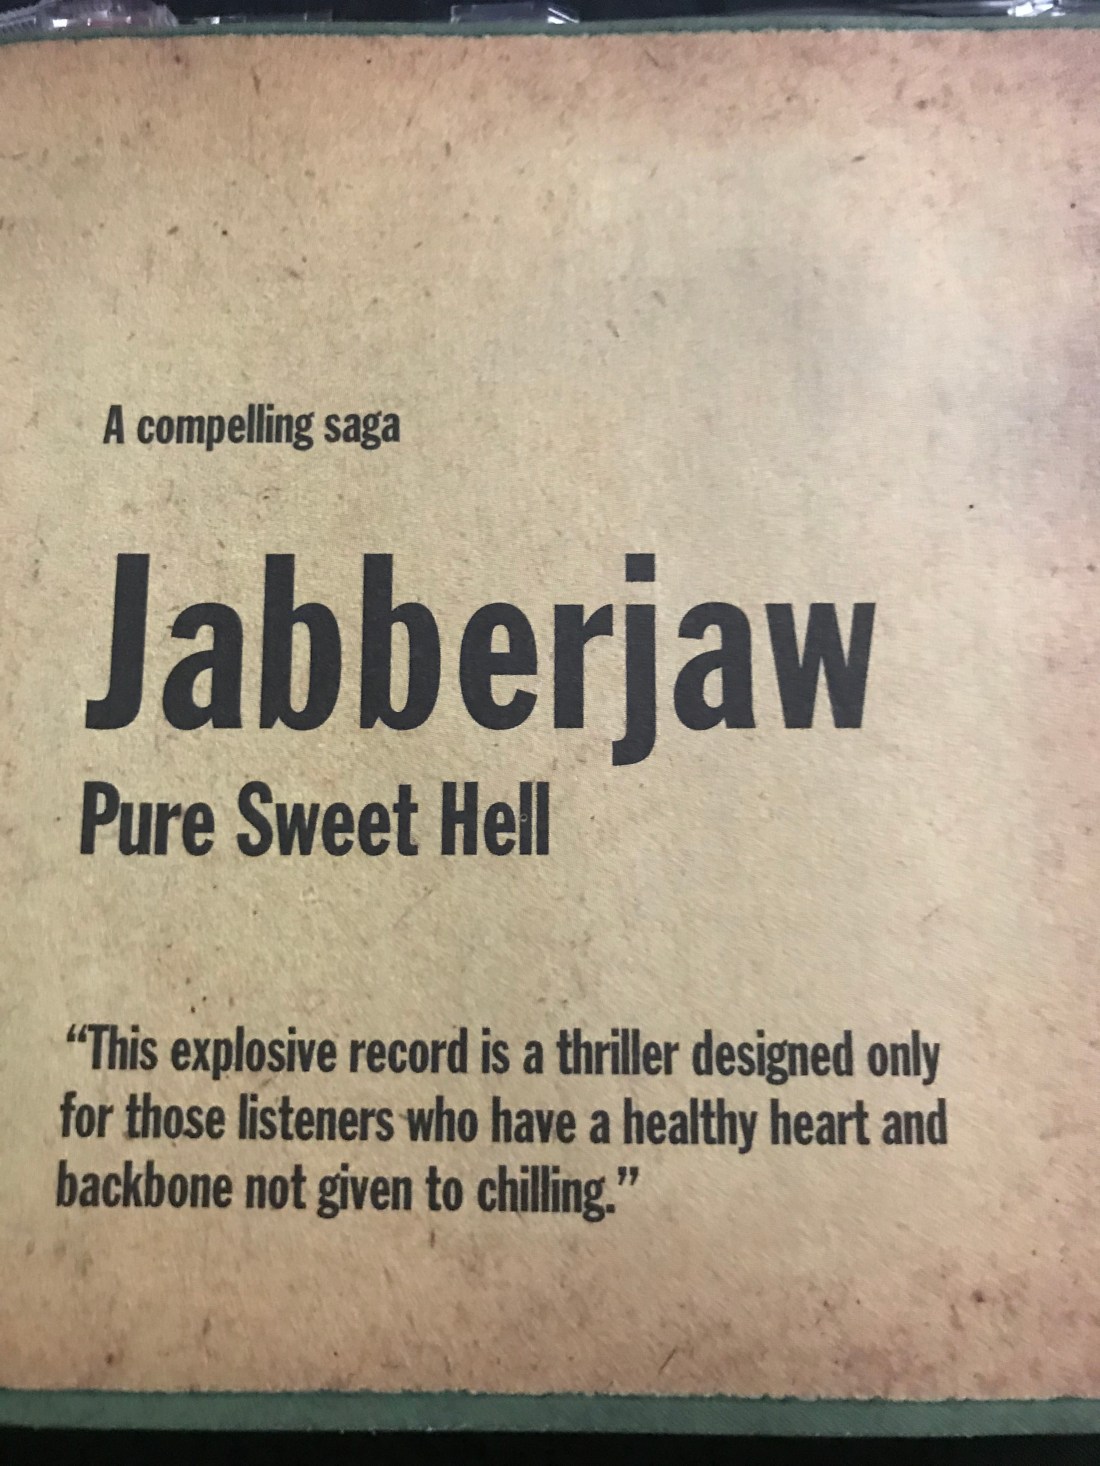 A compelling saga
Jabberjaw
Pure Sweet Hell
“This explosive record is a thriller designed only
for those listeners who have a healthy heart and
backbone not given to chilling.”